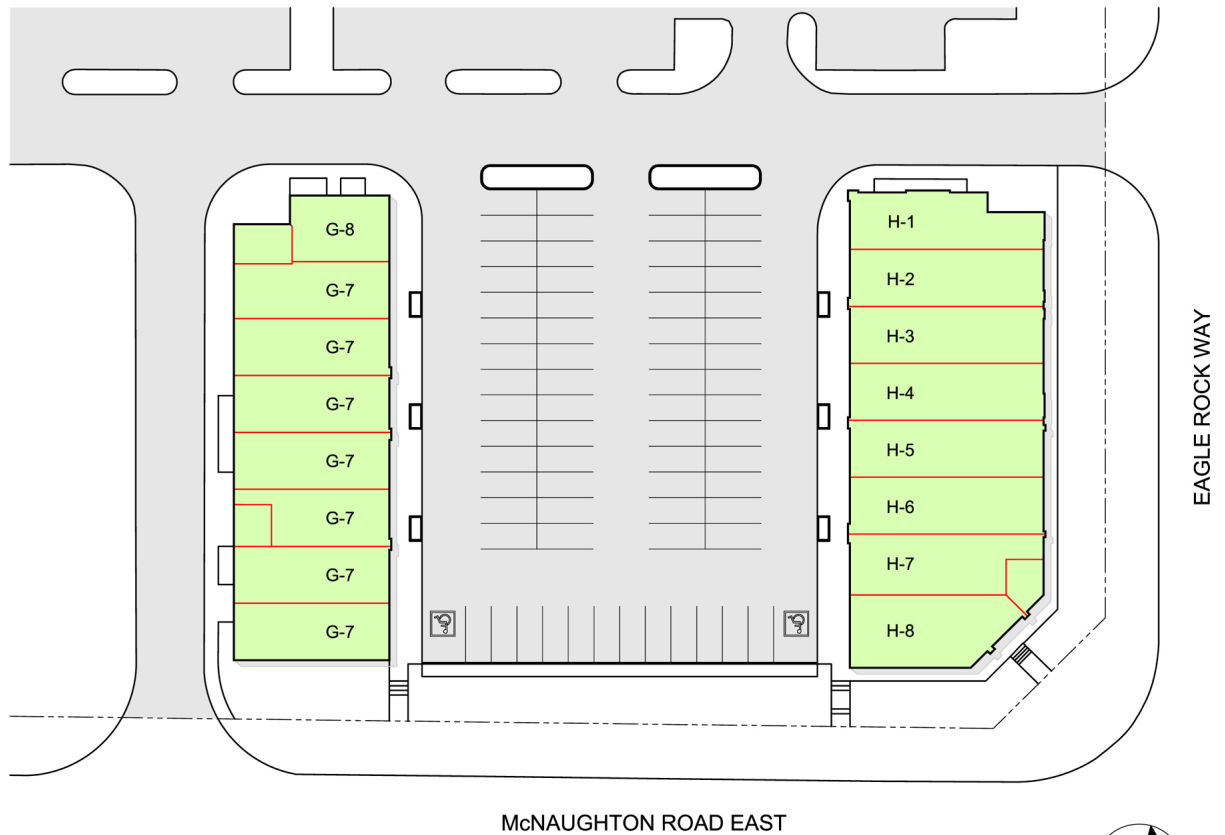 G-8
G-7
G-7
G-7
G-7
G-7
G-7
G-7
H-1
H-2
H-3
H-4
H-5
H-6
H-7
H-8
EAGLE ROCK WAY
McNAUGHTON ROAD EAST